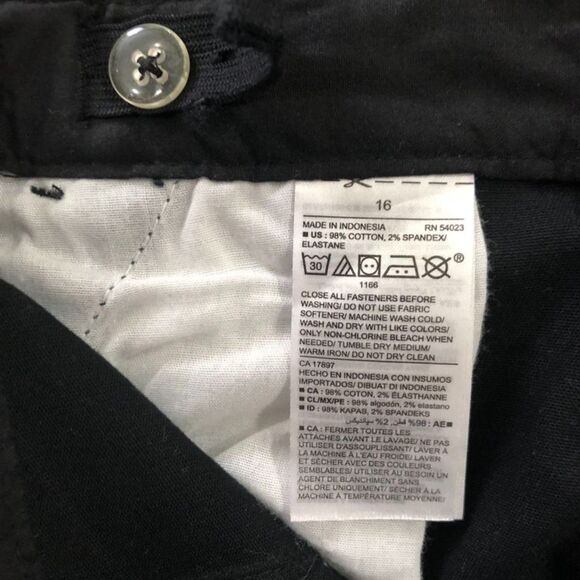 16
MADE IN INDONESIA RN 54023
■ US : 98% COTTON, 2% SPANDEX/
ELASTANE
30
®
1166
CLOSE ALL FASTENERS BEFORE
WASHING/ DO NOT USE FABRIC
SOFTENER/ MACHINE WASH COLD/
WASH AND DRY WITH LIKE COLORS/
ONLY NON-CHLORINE BLEACH WHEN
NEEDED/ TUMBLE DRY MEDIUM/
WARM IRON/ DO NOT DRY CLEAN
CA 17897
HECHO EN INDONESIA CON INSUMOS
IMPORTADOS/ DIBUAT DI INDONESIA
■ CA : 98% COTON, 2% ÉLASTHANNE
■ CL/MX/PE : 98% algodón, 2% elastano
■ ID : 98% KAPAS, 2% SPANDEKS
■ AE : 98% قطن, 2% سباندیکس
■ CA : FERMER TOUTES LES
ATTACHES AVANT LE LAVAGE/ NE PAS
UTILISER D'ASSOUPLISSANT/ LAVER À
LA MACHINE À L'EAU FROIDE/ LAVER
ET SÉCHER AVEC DES COULEURS
SEMBLABLES/ UTILISER AU BESOIN UN
AGENT DE BLANCHIMENT SANS
CHLORE UNIQUEMENT/ SÉCHER À LA
MACHINE À TEMPÉRATURE MOYENNE/